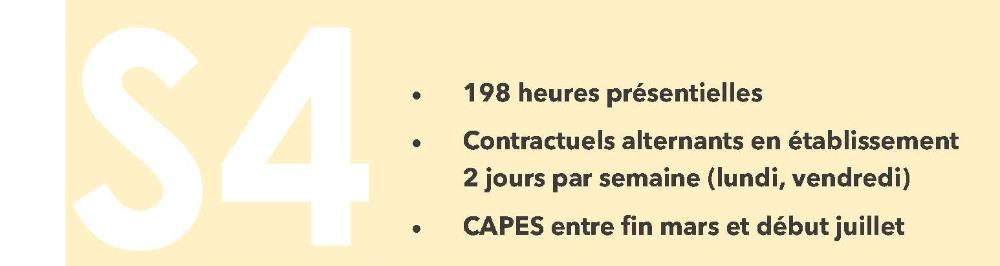 S4
• 198 heures présentielles
• Contractuels alternants en établissement
2 jours par semaine (lundi, vendredi)
• CAPES entre fin mars et début juillet